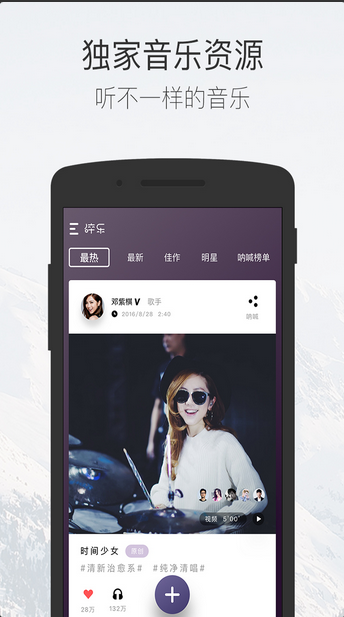 独家音乐资源
听不一样的音乐
碎乐
最热 最新 佳作 明星 呐喊榜单
邓紫棋 V 歌手
2016/8/28 2:40
呐喊
视频 5'00"
时间少女 原创
#清新治愈系# #纯净清唱#
28万 132万